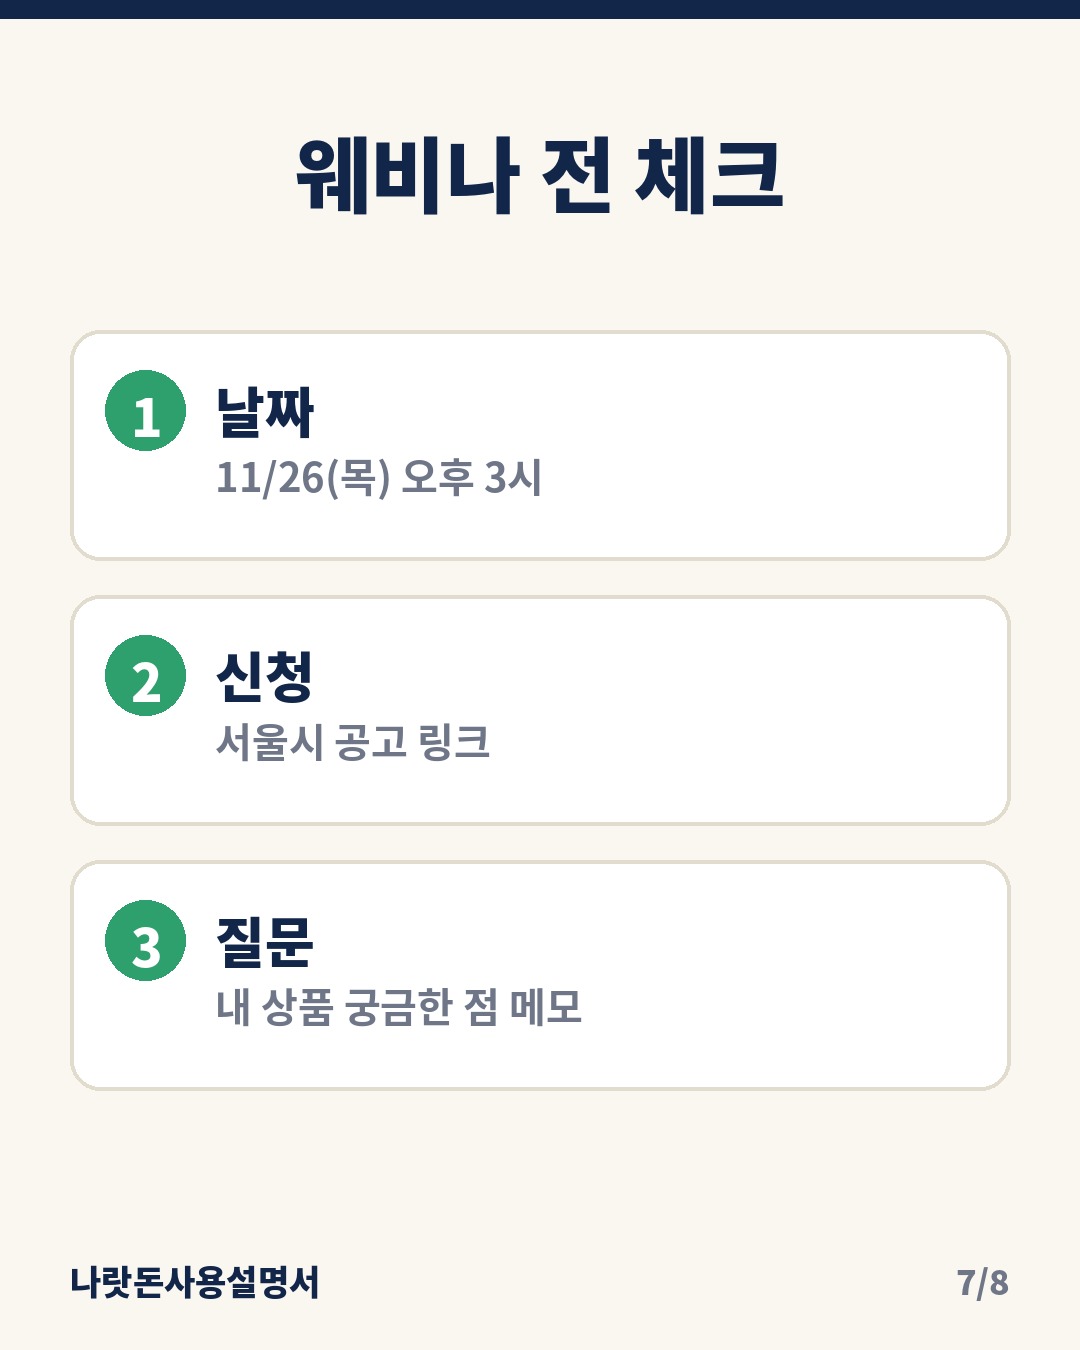 웨비나 전 체크
1 날짜
11/26(목) 오후 3시
2 신청
서울시 공고 링크
3 질문
내 상품 궁금한 점 메모
나랏돈사용설명서 7/8